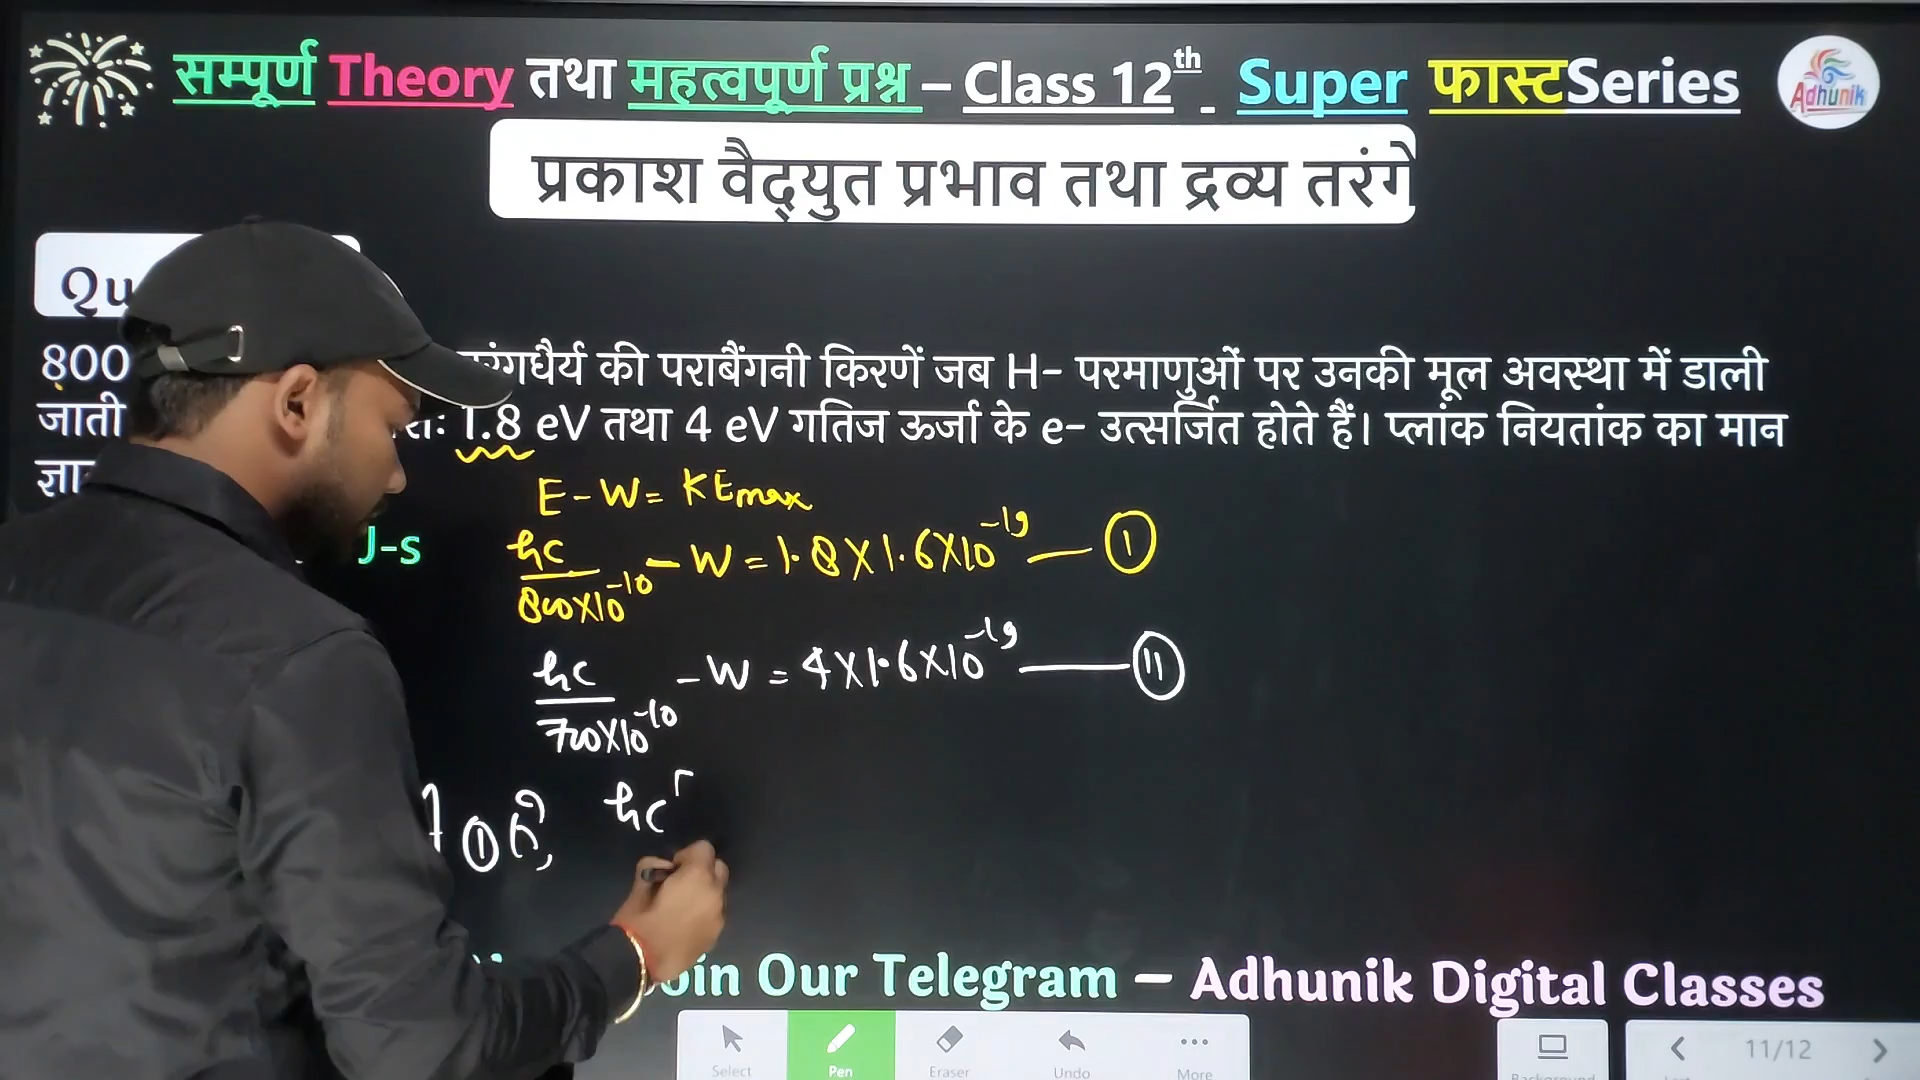 सम्पूर्ण Theory तथा महत्वपूर्ण प्रश्न – Class 12th - Super फास्टSeries
Adhunik
प्रकाश वैद्युत प्रभाव तथा द्रव्य तरंगे
Qu
800 की पराबैंगनी किरणें जब H- परमाणुओं पर उनकी मूल अवस्था में डाली
जाती 1.8 eV तथा 4 eV गतिज ऊर्जा के e- उत्सर्जित होते हैं। प्लांक नियतांक का मान
J-s
E - W = KEmax
hc/800×10^-10 - W = 1.8×1.6×10^-19 — (I)
hc/700×10^-10 - W = 4×1.6×10^-19 — (II)
① से, hc [
Join Our Telegram – Adhunik Digital Classes
Select Pen Eraser Undo More
11/12